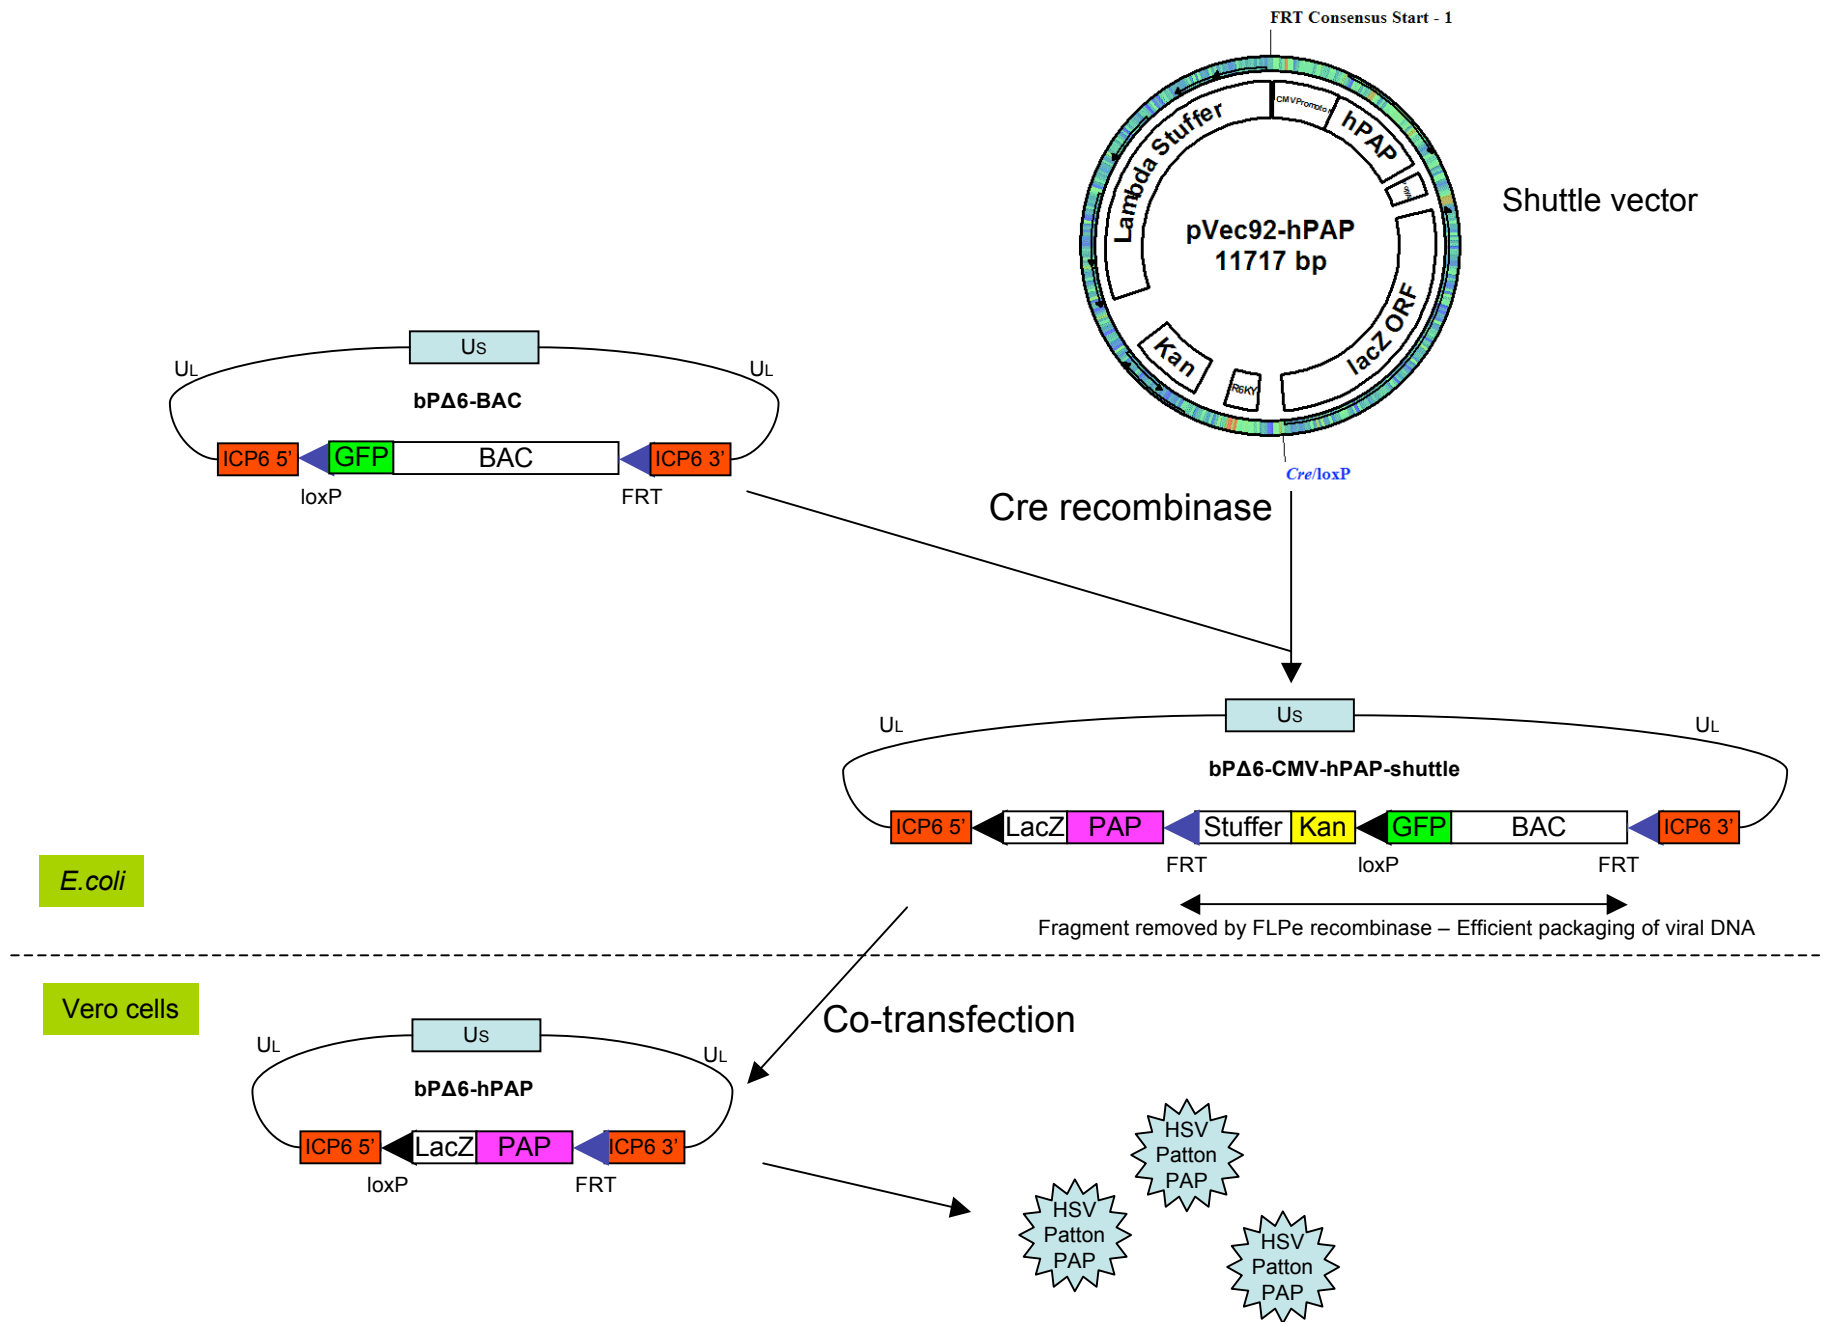 FRT Consensus Start - 1
CMVPromoter
hPAP
Lambda Stuffer
pVec92-hPAP
11717 bp
lacZ ORF
Kan
R6KY
Cre/loxP
Shuttle vector
US
UL
UL
bPΔ6-BAC
ICP6 5'
GFP
BAC
ICP6 3'
loxP
FRT
Cre recombinase
US
UL
UL
bPΔ6-CMV-hPAP-shuttle
ICP6 5'
LacZ
PAP
Stuffer
Kan
GFP
BAC
ICP6 3'
FRT
loxP
FRT
E.coli
Fragment removed by FLPe recombinase – Efficient packaging of viral DNA
Vero cells
Co-transfection
US
UL
UL
bPΔ6-hPAP
ICP6 5'
LacZ
PAP
ICP6 3'
loxP
FRT
HSV
Patton
PAP
HSV
Patton
PAP
HSV
Patton
PAP